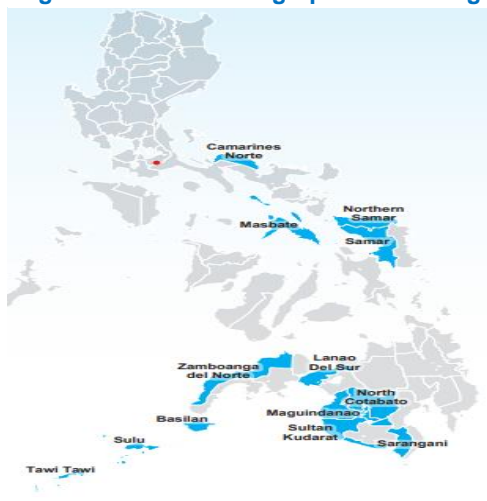 Camarines
Norte
Northern
Samar
Masbate
Samar
Zamboanga
del Norte
Lanao
Del Sur
North
Cotabato
Basilan
Maguindanao
Sultan
Kudarat
Sulu
Sarangani
Tawi Tawi